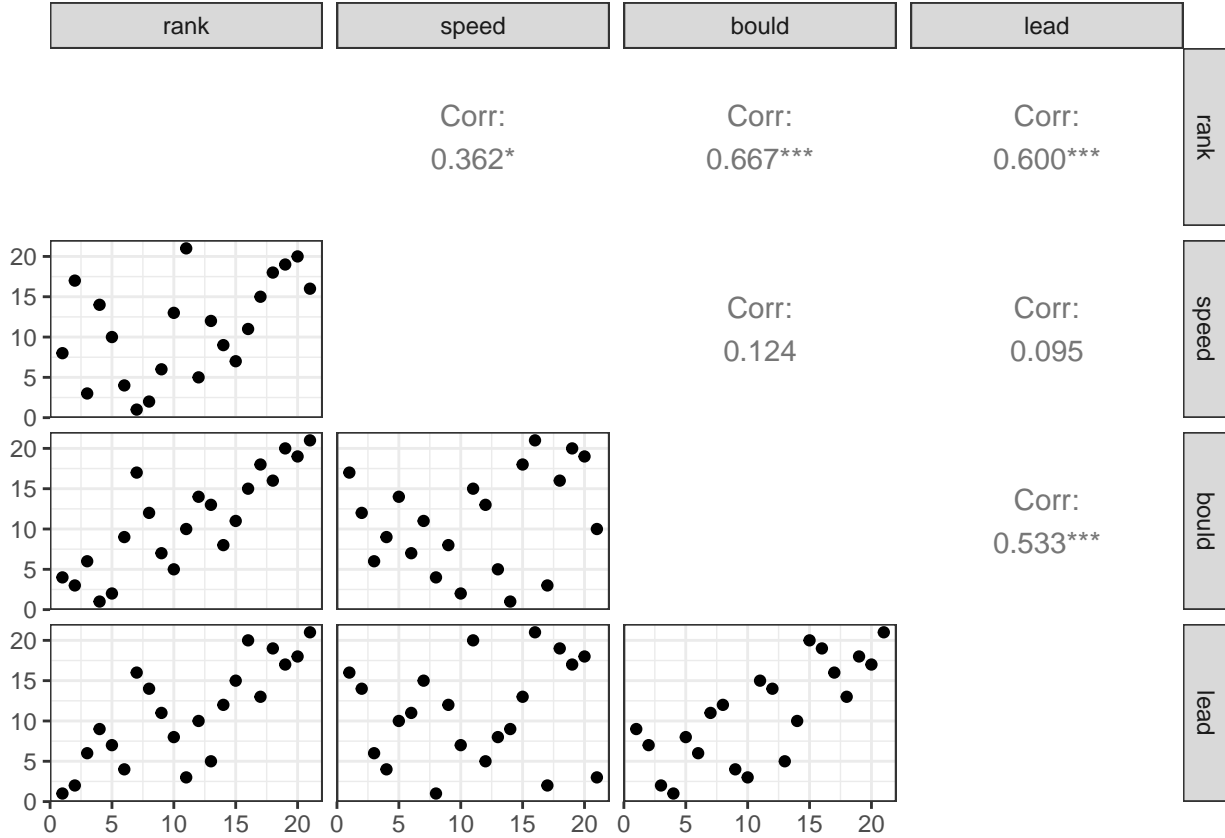 rank speed bould lead
Corr: Corr: Corr:
0.362* 0.667*** 0.600***
rank
20
15
10
5
0
Corr: Corr:
0.124 0.095
speed
20
15
10
5
0
Corr:
0.533***
bould
20
15
10
5
0
lead
0 5 10 15 20 0 5 10 15 20 0 5 10 15 20